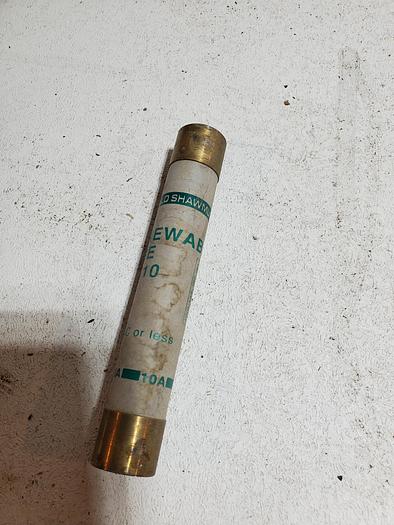 D SHAWMU
EWAB
E
10
C or less
A 10A